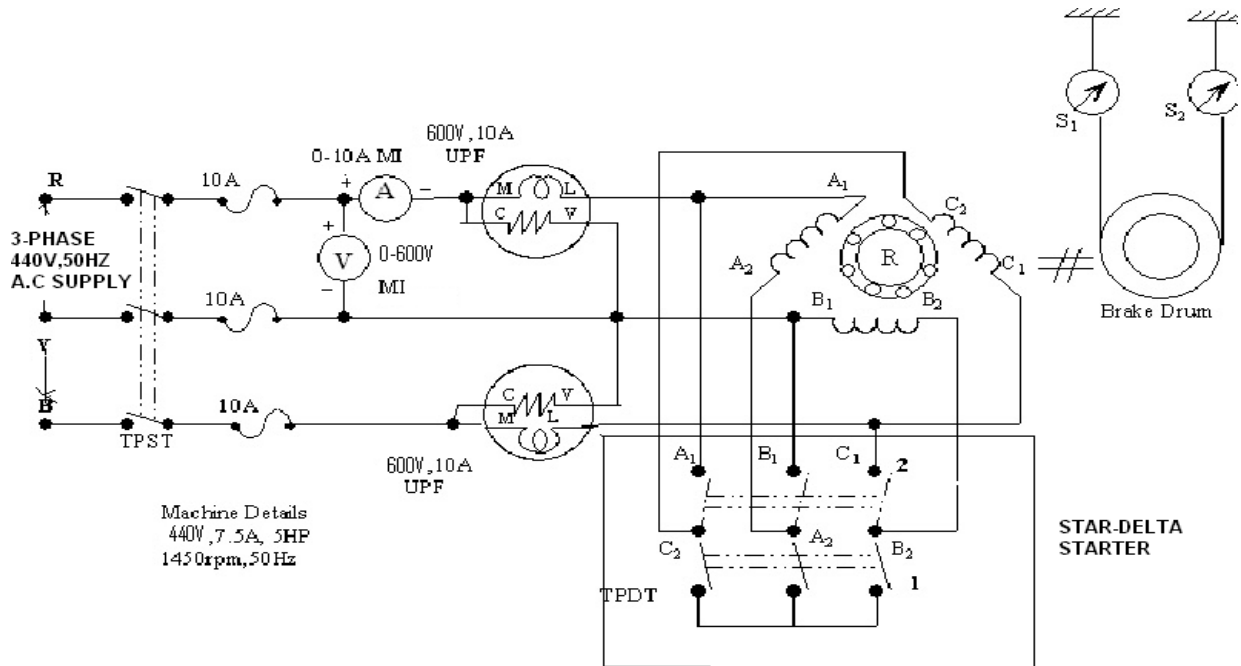 S₁
S₂
600V,10A
UPF
0-10A MI
R
10A
+
A
−
M
L
C
V
A₁
C₂
+
V
−
0-600V
MI
3-PHASE
440V,50HZ
A.C SUPPLY
A₂
R
C₁
10A
B₁
B₂
Brake Drum
Y
B
10A
C
V
M
L
TPST
600V,10A
UPF
A₁
B₁
C₁
2
Machine Details
440V,7.5A, 5HP
1450rpm,50Hz
C₂
A₂
B₂
STAR-DELTA
STARTER
TPDT
1